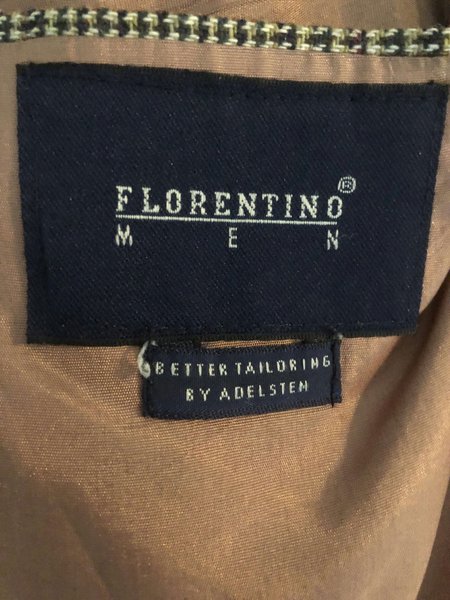 FLORENTINO®
MEN
BETTER TAILORING
BY ADELSTEN